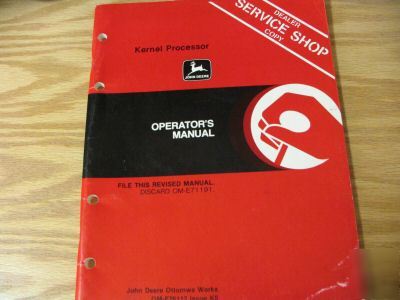 DEALER
SERVICE SHOP
COPY
Kernel Processor
JOHN DEERE
OPERATOR'S
MANUAL
FILE THIS REVISED MANUAL.
DISCARD OM-E71191.
John Deere Ottumwa Works
Issue